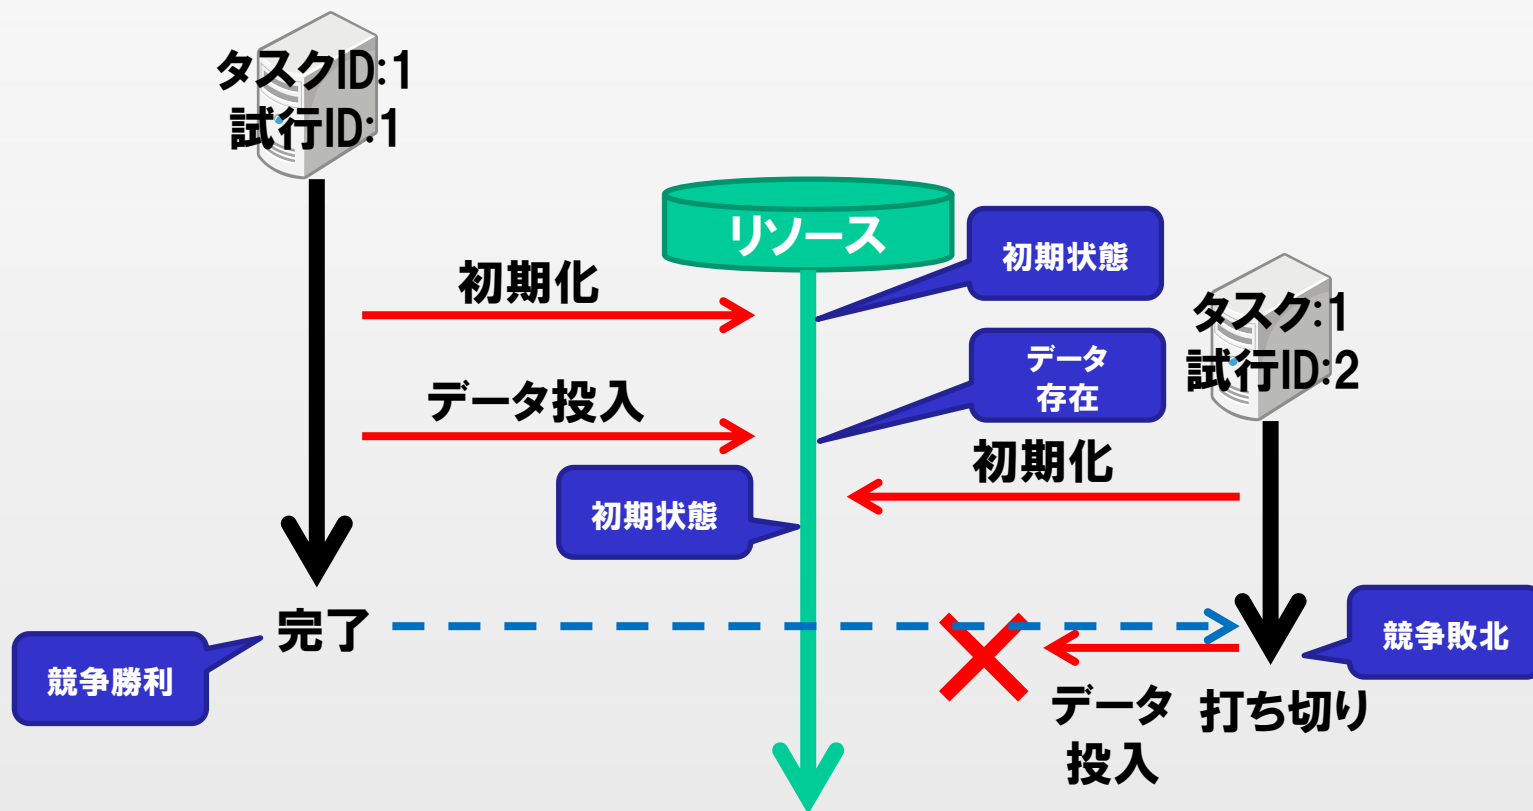 タスクID:1
試行ID:1
リソース
初期状態
初期化
タスク:1
試行ID:2
データ
存在
データ投入
初期化
初期状態
完了
競争勝利
競争敗北
データ
投入
打ち切り